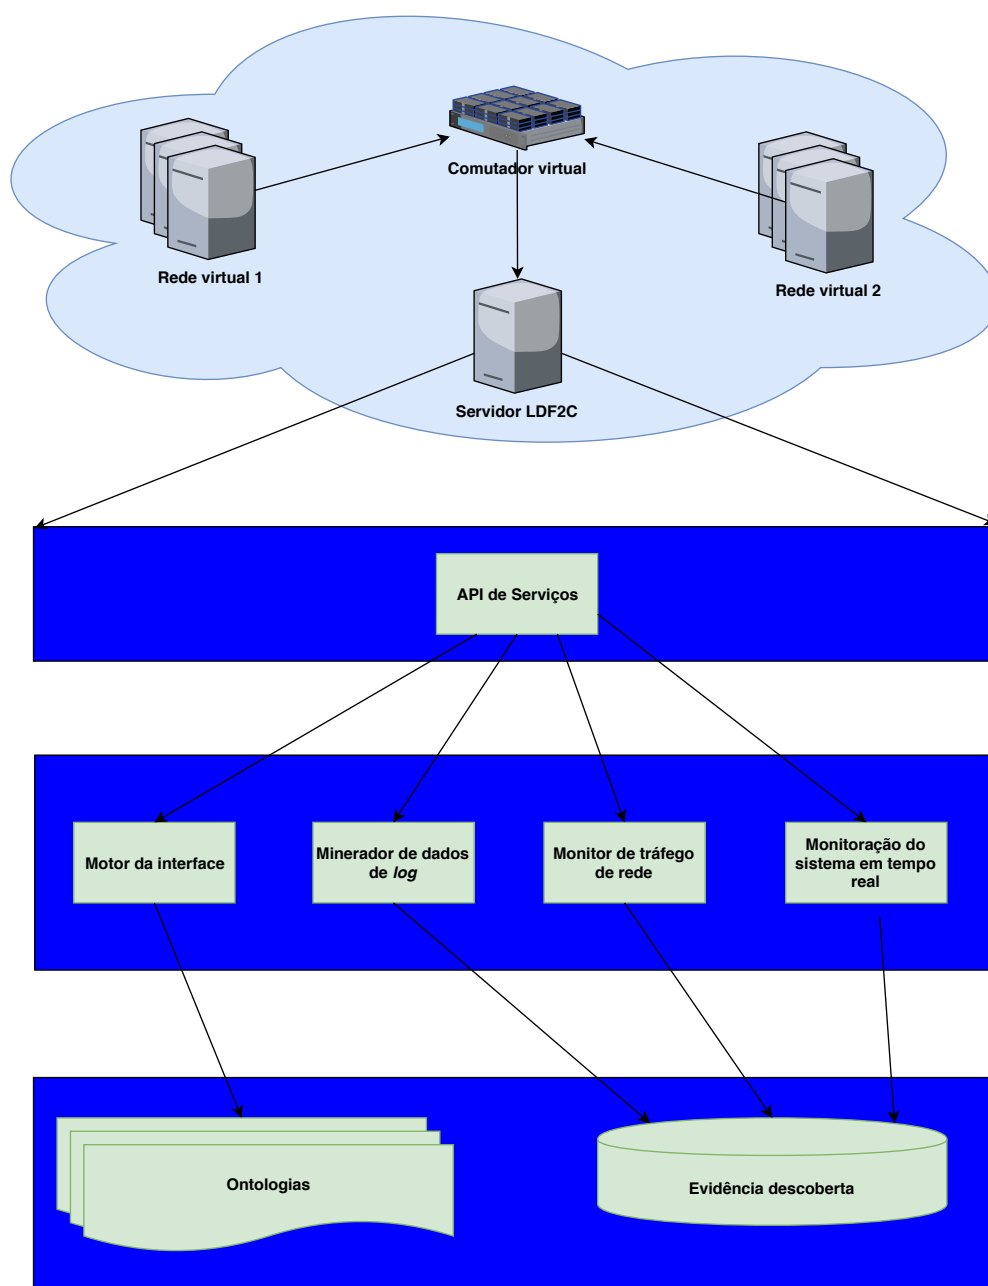 Comutador virtual
Rede virtual 1
Rede virtual 2
Servidor LDF2C
API de Serviços
Motor da interface
Minerador de dados
de log
Monitor de tráfego
de rede
Monitoração do
sistema em tempo
real
Ontologias
Evidência descoberta